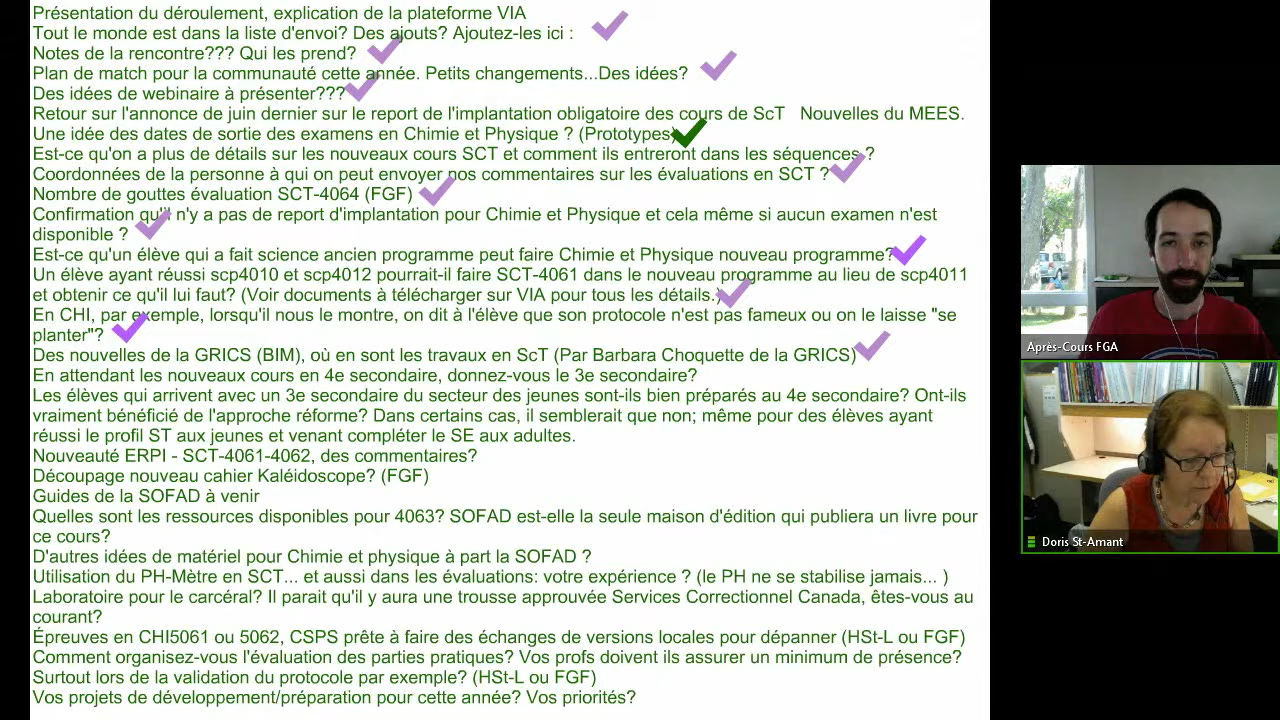 Présentation du déroulement, explication de la plateforme VIA
Tout le monde est dans la liste d'envoi? Des ajouts? Ajoutez-les ici :
Notes de la rencontre??? Qui les prend?
Plan de match pour la communauté cette année. Petits changements...Des idées?
Des idées de webinaire à présenter???
Retour sur l'annonce de juin dernier sur le report de l'implantation obligatoire des cours de ScT   Nouvelles du MEES.
Une idée des dates de sortie des examens en Chimie et Physique ? (Prototypes)
Est-ce qu'on a plus de détails sur les nouveaux cours SCT et comment ils entreront dans les séquences ?
Coordonnées de la personne à qui on peut envoyer nos commentaires sur les évaluations en SCT ?
Nombre de gouttes évaluation SCT-4064 (FGF)
Confirmation qu'il n'y a pas de report d'implantation pour Chimie et Physique et cela même si aucun examen n'est
disponible ?
Est-ce qu'un élève qui a fait science ancien programme peut faire Chimie et Physique nouveau programme?
Un élève ayant réussi scp4010 et scp4012 pourrait-il faire SCT-4061 dans le nouveau programme au lieu de scp4011
et obtenir ce qu'il lui faut? (Voir documents à télécharger sur VIA pour tous les détails.)
En CHI, par exemple, lorsqu'il nous le montre, on dit à l'élève que son protocole n'est pas fameux ou on le laisse "se
planter"?
Des nouvelles de la GRICS (BIM), où en sont les travaux en ScT (Par Barbara Choquette de la GRICS)
En attendant les nouveaux cours en 4e secondaire, donnez-vous le 3e secondaire?
Les élèves qui arrivent avec un 3e secondaire du secteur des jeunes sont-ils bien préparés au 4e secondaire? Ont-ils
vraiment bénéficié de l'approche réforme? Dans certains cas, il semblerait que non; même pour des élèves ayant
réussi le profil ST aux jeunes et venant compléter le SE aux adultes.
Nouveauté ERPI - SCT-4061-4062, des commentaires?
Découpage nouveau cahier Kaléidoscope? (FGF)
Guides de la SOFAD à venir
Quelles sont les ressources disponibles pour 4063? SOFAD est-elle la seule maison d'édition qui publiera un livre pour
ce cours?
D'autres idées de matériel pour Chimie et physique à part la SOFAD ?
Utilisation du PH-Mètre en SCT... et aussi dans les évaluations: votre expérience ? (le PH ne se stabilise jamais... )
Laboratoire pour le carcéral? Il parait qu'il y aura une trousse approuvée Services Correctionnel Canada, êtes-vous au
courant?
Épreuves en CHI5061 ou 5062, CSPS prête à faire des échanges de versions locales pour dépanner (HSt-L ou FGF)
Comment organisez-vous l'évaluation des parties pratiques? Vos profs doivent ils assurer un minimum de présence?
Surtout lors de la validation du protocole par exemple? (HSt-L ou FGF)
Vos projets de développement/préparation pour cette année? Vos priorités?
Après-Cours FGA
Doris St-Amant